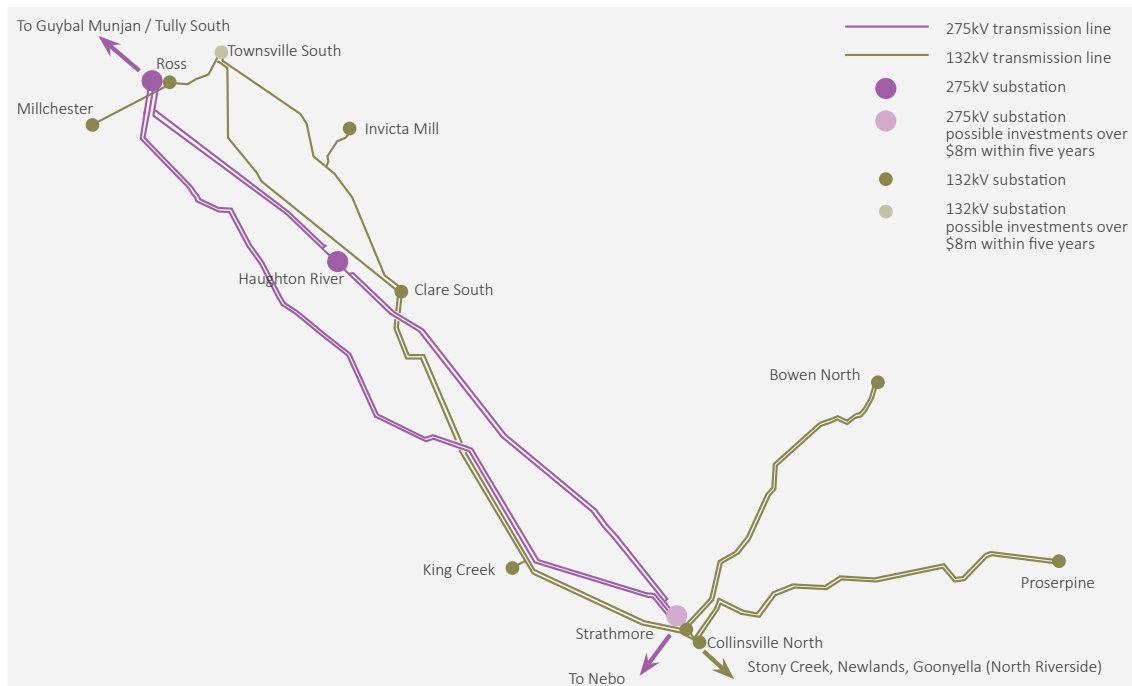 To Guybal Munjan / Tully South
Townsville South
Ross
Millchester
Invicta Mill
275kV transmission line
132kV transmission line
275kV substation
275kV substation
possible investments over
$8m within five years
132kV substation
132kV substation
possible investments over
$8m within five years
Haughton River
Clare South
Bowen North
King Creek
Proserpine
Strathmore
Collinsville North
To Nebo
Stony Creek, Newlands, Goonyella (North Riverside)